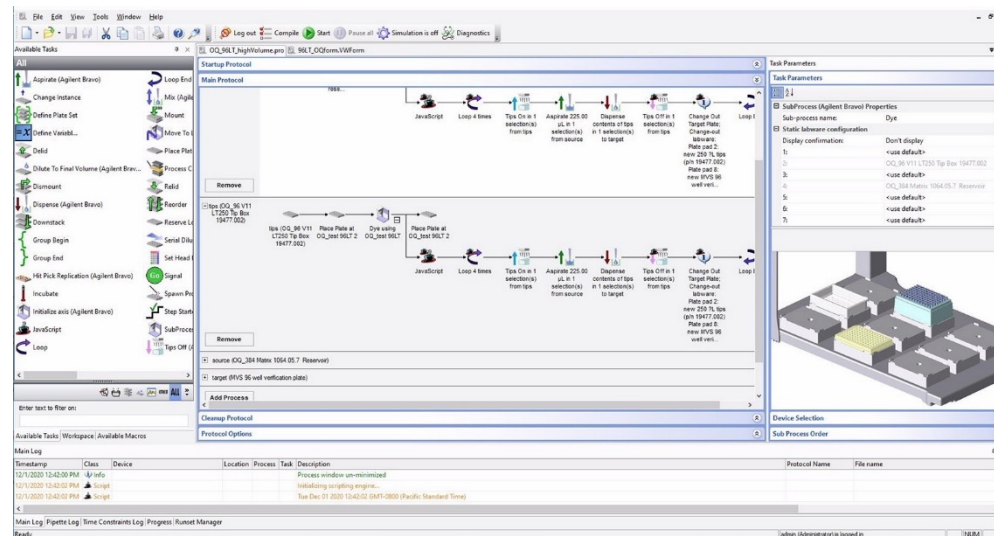 File Edit View Tools Window Help
Log out Compile Start Pause all Simulation is off Diagnostics
Available Tasks
OQ_96LT_highVolume.pro 96LT_OQform.VWForm
All
Aspirate (Agilent Bravo)
Loop End
Change Instance
Mix (Agile
Define Plate Set
Mount
Define Variabl...
Move To L
Delid
Place Plat
Dilute To Final Volume (Agilent Brav...
Process C
Dismount
Relid
Dispense (Agilent Bravo)
Reorder
Downstack
Reserve Lo
Group Begin
Serial Dilu
Group End
Set Head M
Hit Pick Replication (Agilent Bravo)
Go Signal
Incubate
Spawn Pro
Initialize axis (Agilent Bravo)
Step Start
JavaScript
SubProces
Loop
Tips Off (A
All
Enter text to filter on:
Available Tasks Workspace Available Macros
Startup Protocol
Main Protocol
JavaScript
Loop 4 times
Tips On in 1
selection(s)
from tips
Aspirate 225.00
µL in 1
selection(s)
from source
Dispense
contents of tips
in 1 selection(s)
to target
Tips Off in 1
selection(s)
from tips
Change Out
Target Plate;
Change-out
labware:
Plate pad 2:
new 250 ?L tips
(p/n 19477.002)
Plate pad 8:
new MVS 96
well veri...
Loop
Remove
tips (OQ_96 V11
LT250 Tip Box
19477.002)
tips (OQ_96 V11
LT250 Tip Box
19477.002)
Place Plate at
OQ_test 96LT 2
Dye using
OQ_test 96LT
Place Plate at
OQ_test 96LT 2
JavaScript
Loop 4 times
Tips On in 1
selection(s)
from tips
Aspirate 225.00
µL in 1
selection(s)
from source
Dispense
contents of tips
in 1 selection(s)
to target
Tips Off in 1
selection(s)
from tips
Change Out
Target Plate;
Change-out
labware:
Plate pad 2:
new 250 ?L tips
(p/n 19477.002)
Plate pad 8:
new MVS 96
well veri...
Loop
Remove
source (OQ_384 Matrix 1064.05.7 Reservoir)
target (MVS 96 well verfication plate)
Add Process
Cleanup Protocol
Protocol Options
Task Parameters
Task Parameters
SubProcess (Agilent Bravo) Properties
Sub-process name: Dye
Static labware configuration
Display confirmation: Don't display
1: <use default>
2: OQ_96 V11 LT250 Tip Box 19477.002
3: <use default>
4: OQ_384 Matrix 1064.05.7 Reservoir
5: <use default>
6: <use default>
7: <use default>
Device Selection
Sub Process Order
Main Log
Timestamp Class Device Location Process Task Description Protocol Name File name
12/1/2020 12:42:00 PM Info Process window un-minimized
12/1/2020 12:42:02 PM Script Initializing scripting engine...
12/1/2020 12:42:02 PM Script Tue Dec 01 2020 12:42:02 GMT-0800 (Pacific Standard Time)
Main Log Pipette Log Time Constraints Log Progress Runset Manager
Ready
admin (Administrator) is logged in
NUM